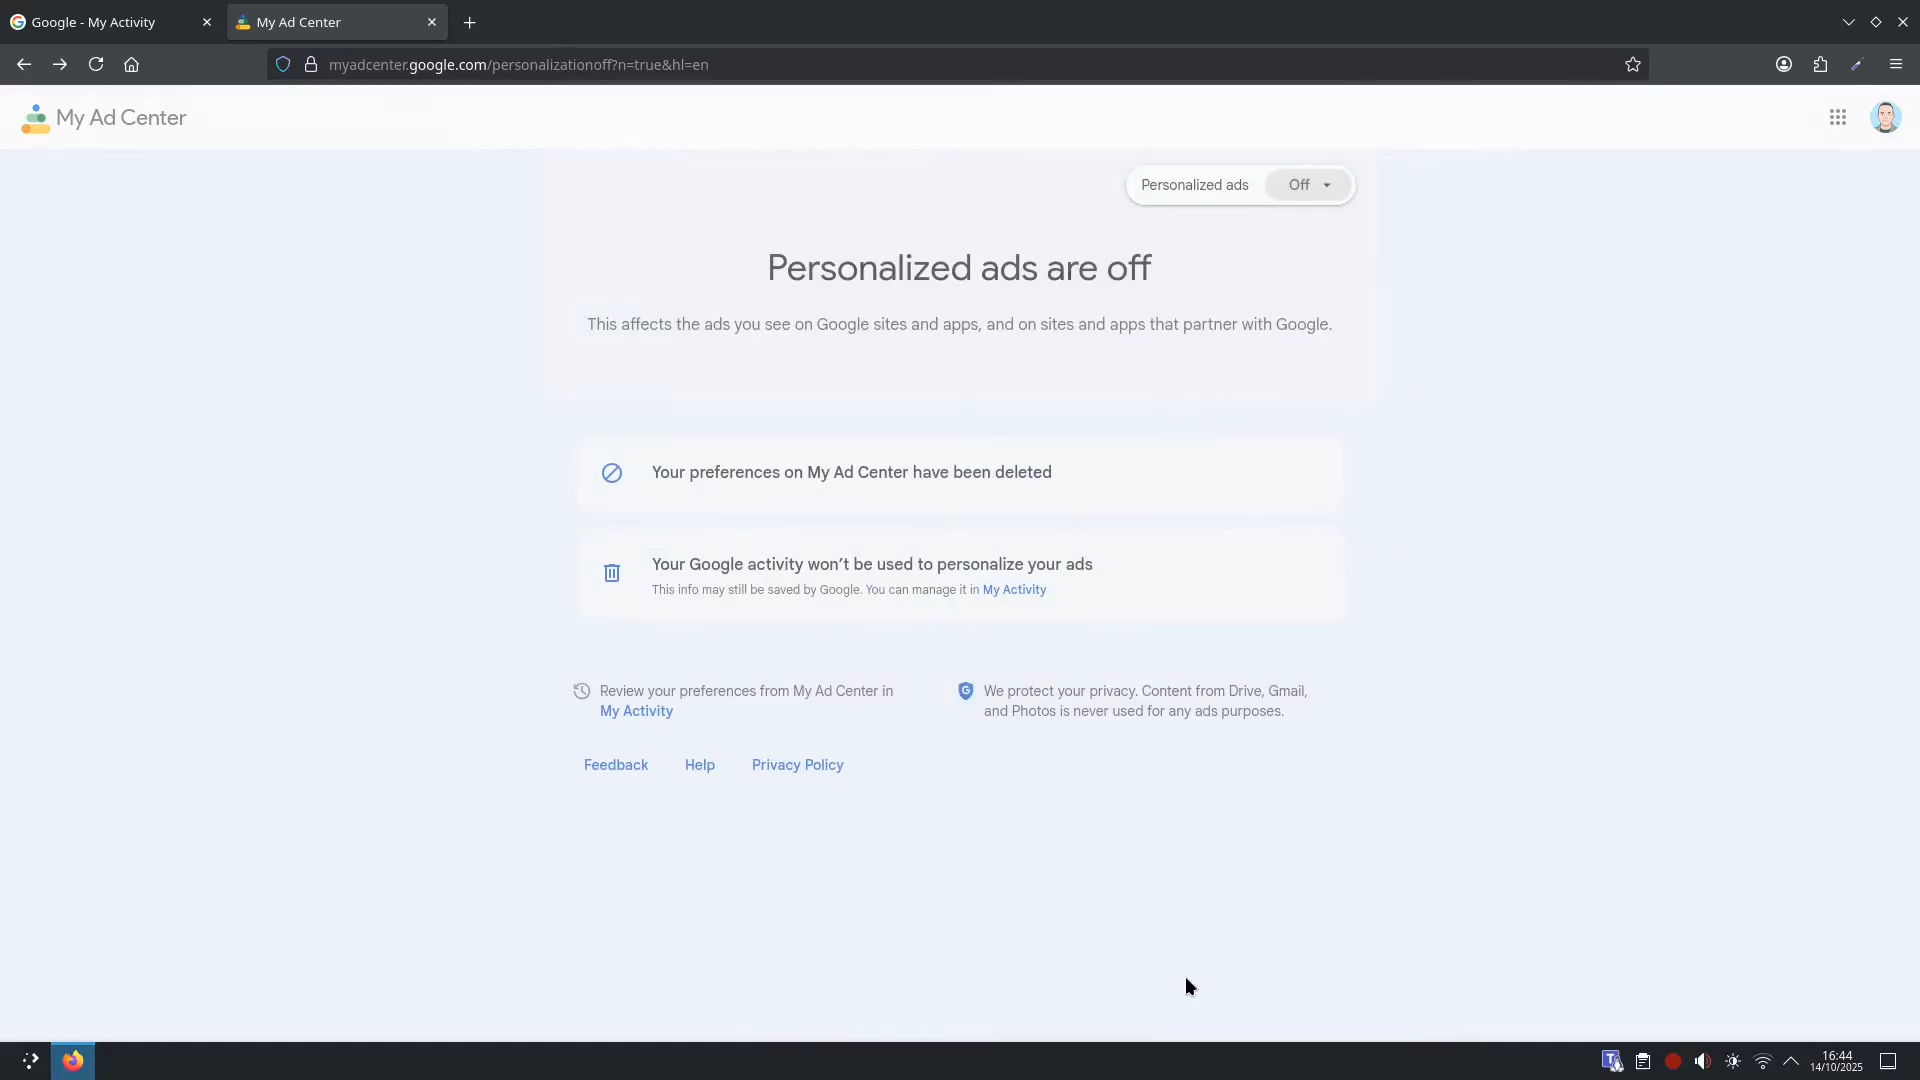 Google - My Activity
My Ad Center
myadcenter.google.com/personalizationoff?n=true&hl=en
My Ad Center
Personalized ads Off
Personalized ads are off
This affects the ads you see on Google sites and apps, and on sites and apps that partner with Google.
Your preferences on My Ad Center have been deleted
Your Google activity won’t be used to personalize your ads
This info may still be saved by Google. You can manage it in My Activity
Review your preferences from My Ad Center in
My Activity
We protect your privacy. Content from Drive, Gmail,
and Photos is never used for any ads purposes.
Feedback Help Privacy Policy
16:44
14/10/2025